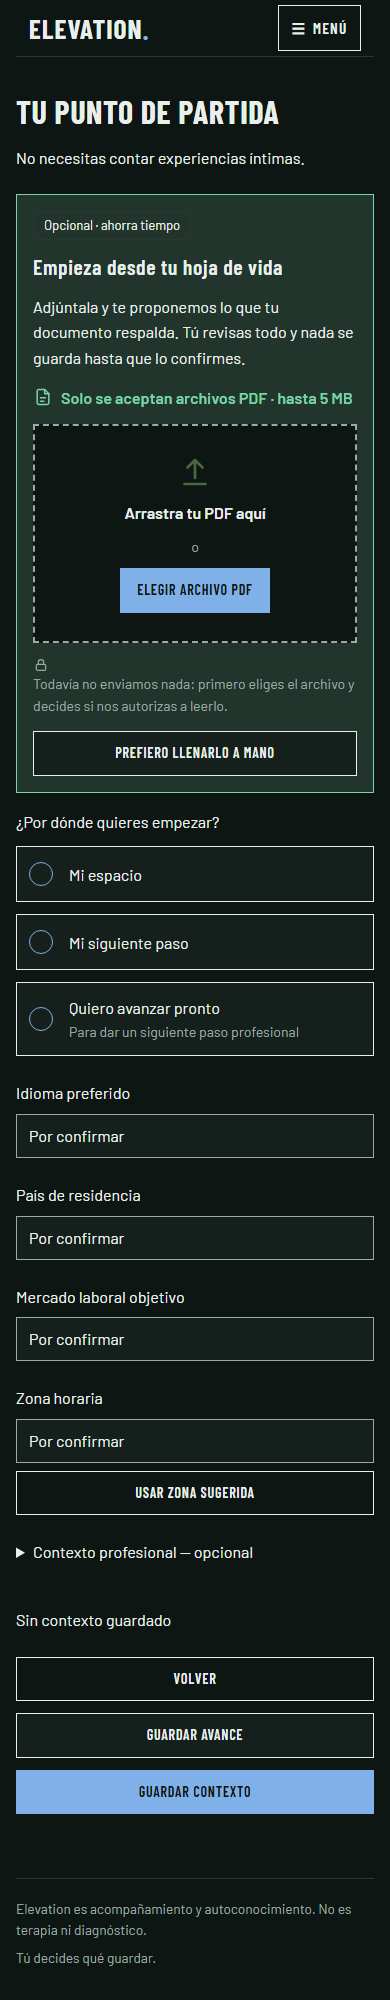 ELEVATION.
☰ MENÚ
TU PUNTO DE PARTIDA
No necesitas contar experiencias íntimas.
Opcional · ahorra tiempo
Empieza desde tu hoja de vida
Adjúntala y te proponemos lo que tu
documento respalda. Tú revisas todo y nada se
guarda hasta que lo confirmes.
Solo se aceptan archivos PDF · hasta 5 MB
Arrastra tu PDF aquí
o
ELEGIR ARCHIVO PDF
Todavía no enviamos nada: primero eliges el archivo y
decides si nos autorizas a leerlo.
PREFIERO LLENARLO A MANO
¿Por dónde quieres empezar?
Mi espacio
Mi siguiente paso
Quiero avanzar pronto
Para dar un siguiente paso profesional
Idioma preferido
Por confirmar
País de residencia
Por confirmar
Mercado laboral objetivo
Por confirmar
Zona horaria
Por confirmar
USAR ZONA SUGERIDA
Contexto profesional — opcional
Sin contexto guardado
VOLVER
GUARDAR AVANCE
GUARDAR CONTEXTO
Elevation es acompañamiento y autoconocimiento. No es
terapia ni diagnóstico.
Tú decides qué guardar.